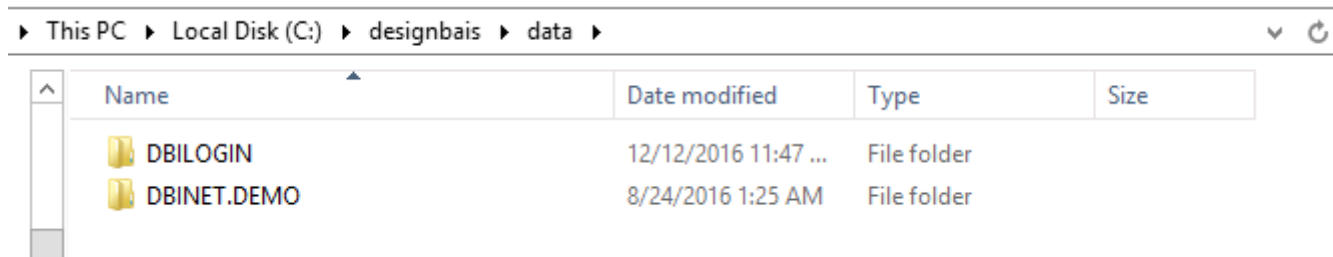 This PC Local Disk (C:) designbais data
Name Date modified Type Size
DBILOGIN 12/12/2016 11:47 ... File folder
DBINET.DEMO 8/24/2016 1:25 AM File folder